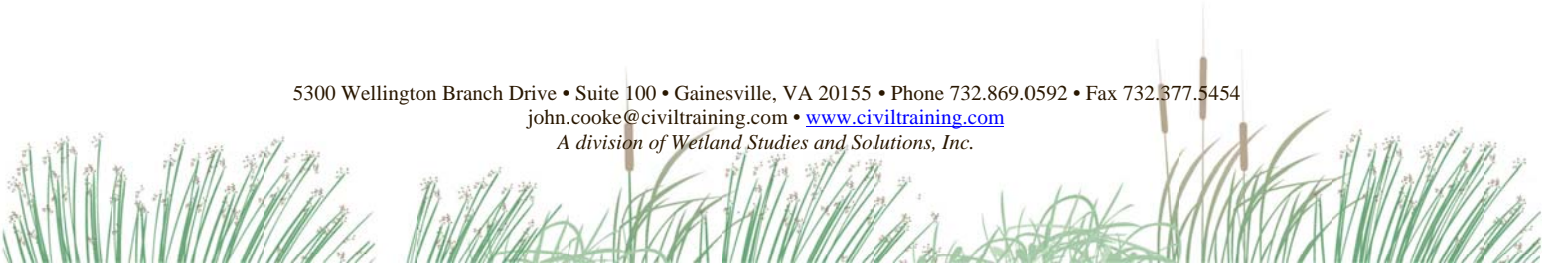 5300 Wellington Branch Drive • Suite 100 • Gainesville, VA 20155 • Phone 732.869.0592 • Fax 732.377.5454
john.cooke@civiltraining.com • www.civiltraining.com
A division of Wetland Studies and Solutions, Inc.